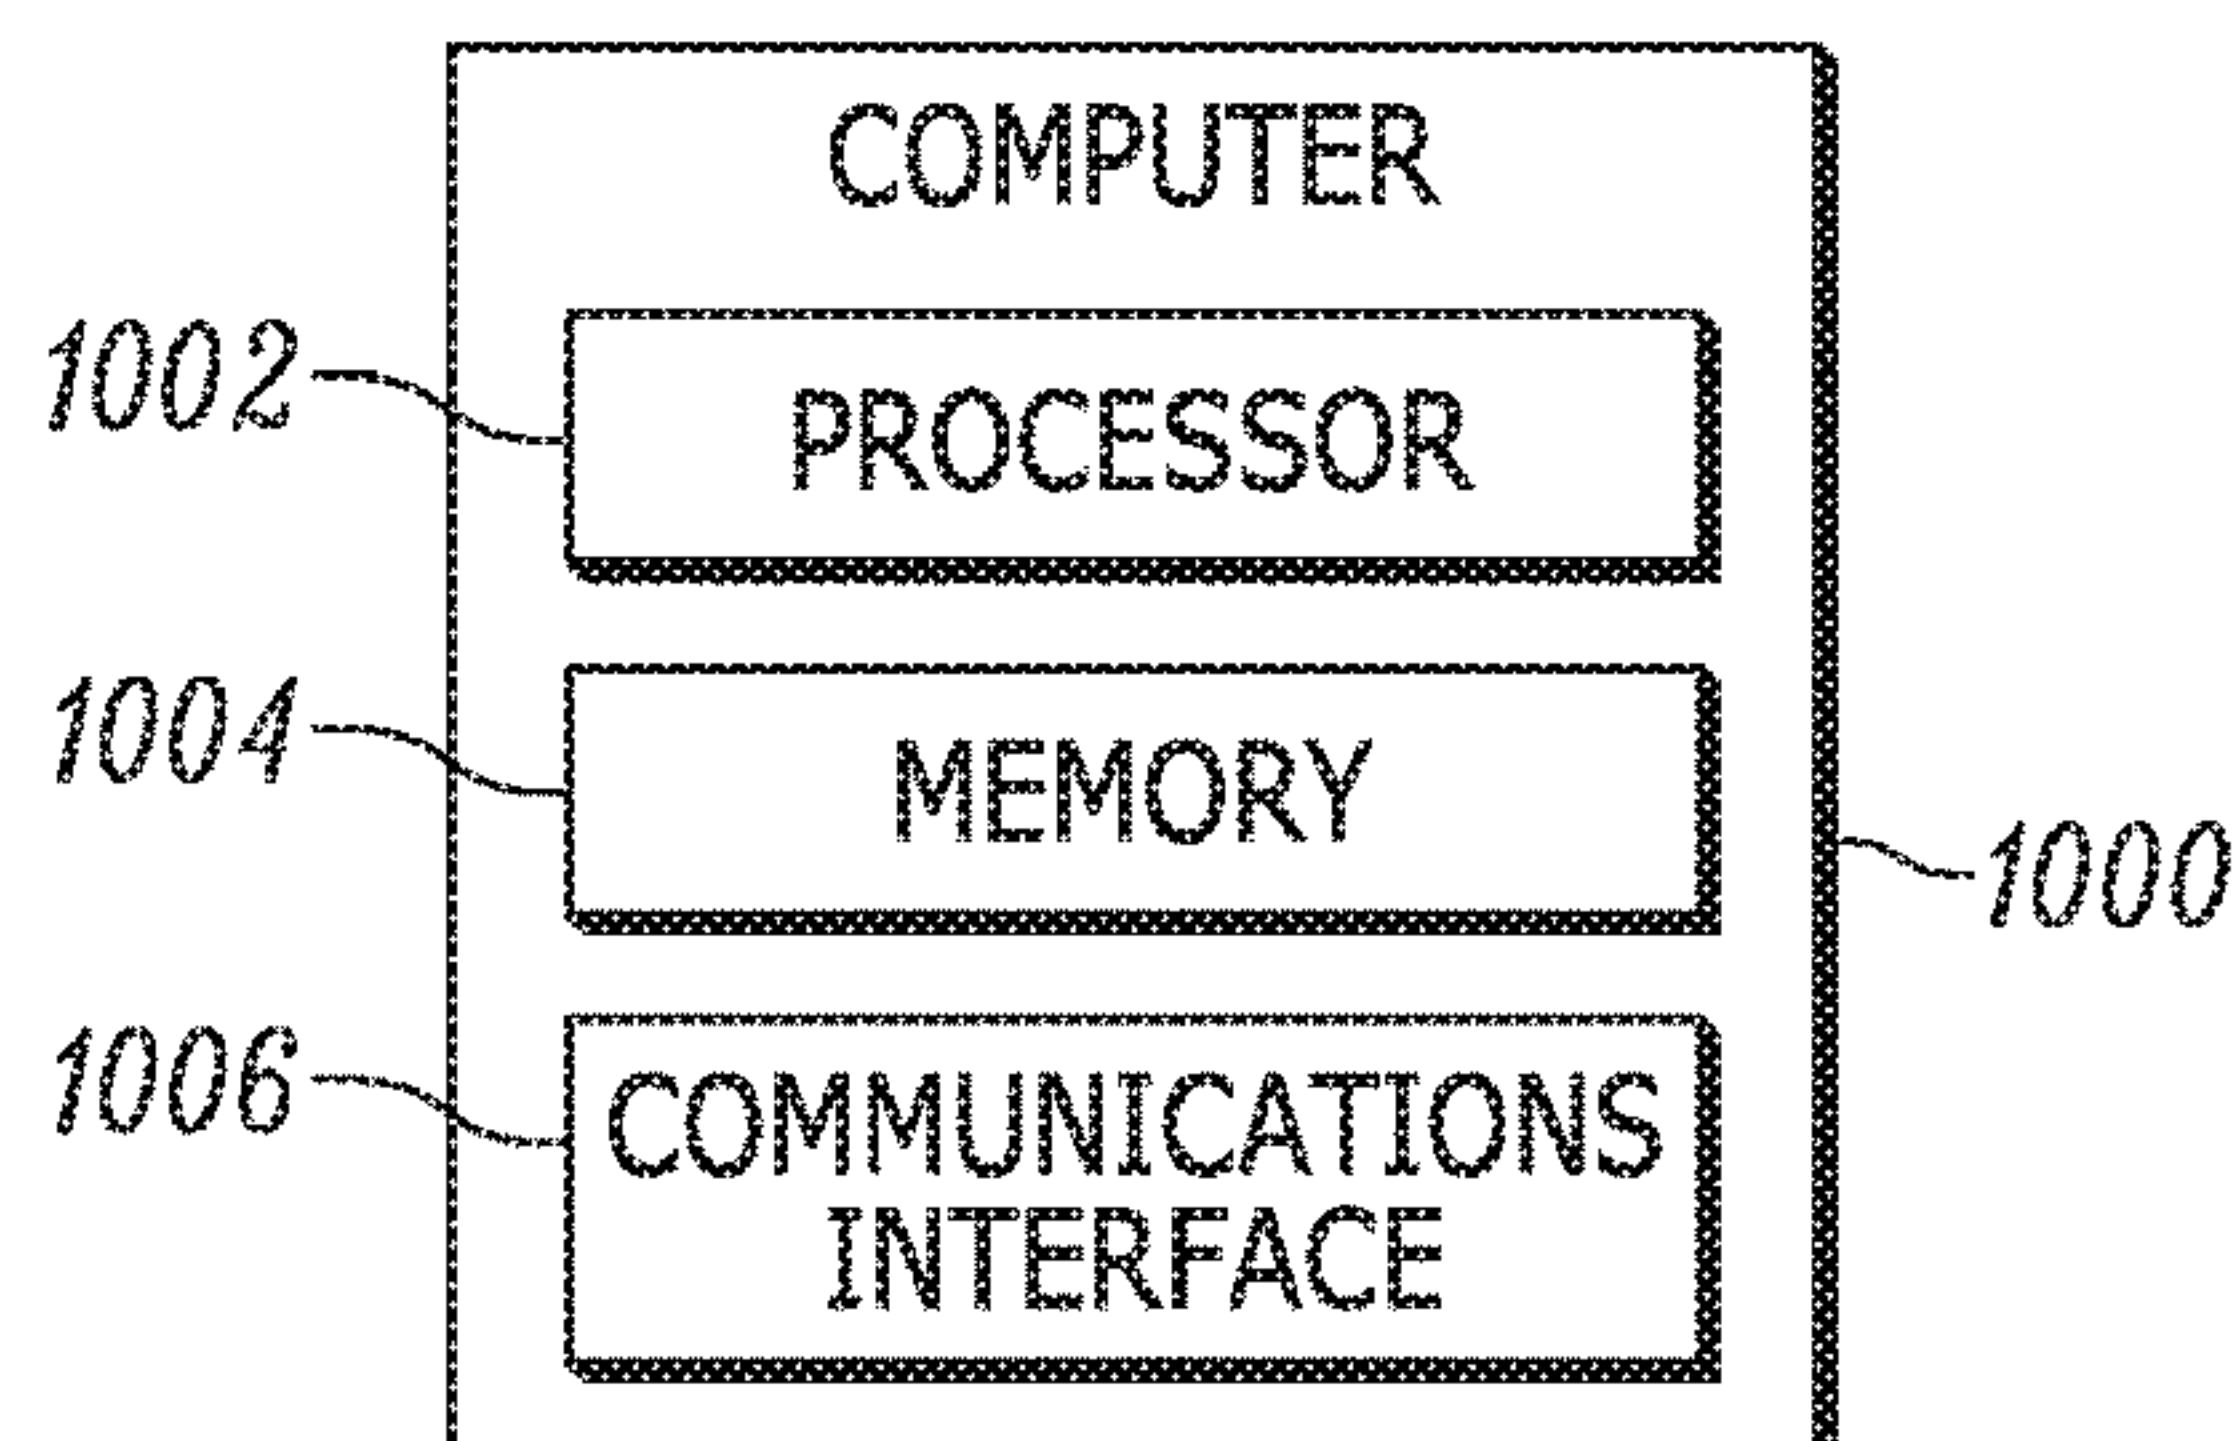 COMPUTER
1002
PROCESSOR
1004
MEMORY
1000
1006
COMMUNICATIONS
INTERFACE